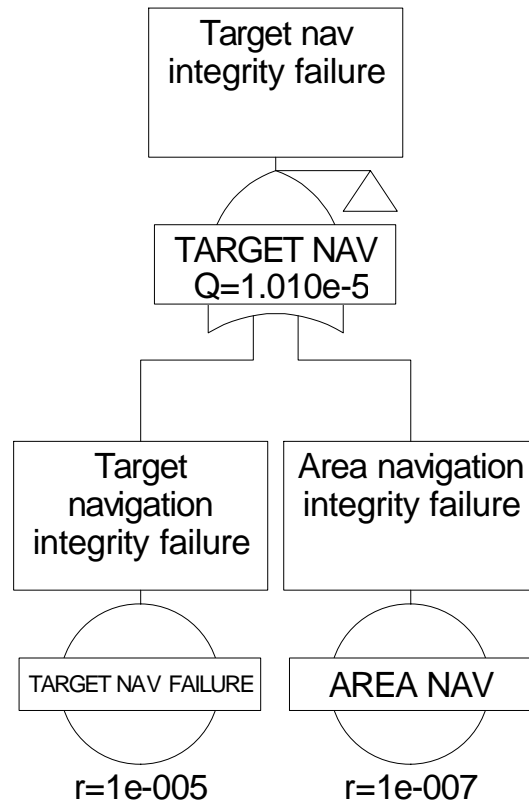 Target nav
integrity failure
TARGET NAV
Q=1.010e-5
Target
navigation
integrity failure
Area navigation
integrity failure
TARGET NAV FAILURE
AREA NAV
r=1e-005
r=1e-007